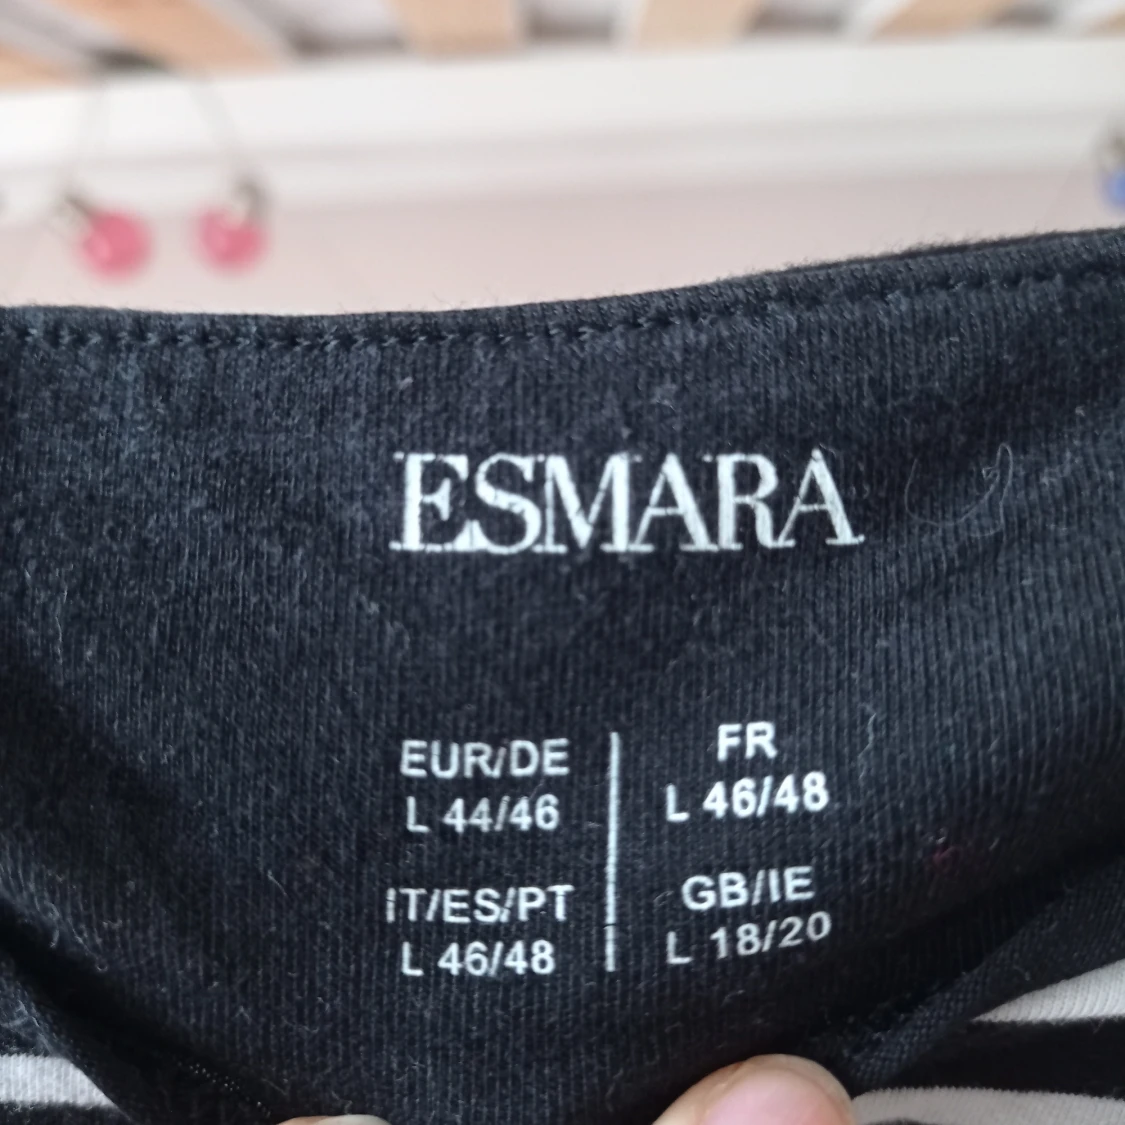 ESMARA
EUR/DE
L 44/46
IT/ES/PT
L 46/48
FR
L 46/48
GB/IE
L 18/20